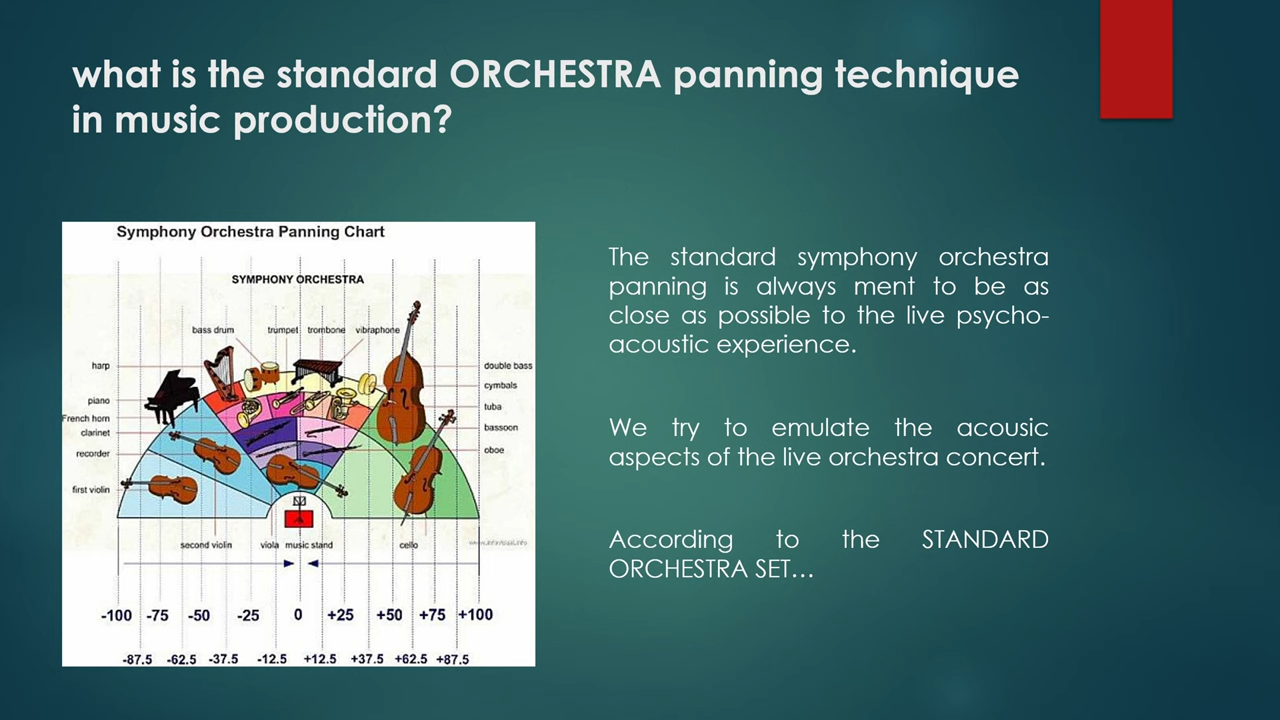 what is the standard ORCHESTRA panning technique
in music production?
Symphony Orchestra Panning Chart
SYMPHONY ORCHESTRA
bass drum trumpet trombone vibraphone
harp
piano
French horn
clarinet
recorder
first violin
double bass
cymbals
tuba
bassoon
oboe
second violin viola music stand cello
-100 -75 -50 -25 0 +25 +50 +75 +100
-87.5 -62.5 -37.5 -12.5 +12.5 +37.5 +62.5 +87.5
The standard symphony orchestra
panning is always ment to be as
close as possible to the live psycho-
acoustic experience.
We try to emulate the acousic
aspects of the live orchestra concert.
According to the STANDARD
ORCHESTRA SET…